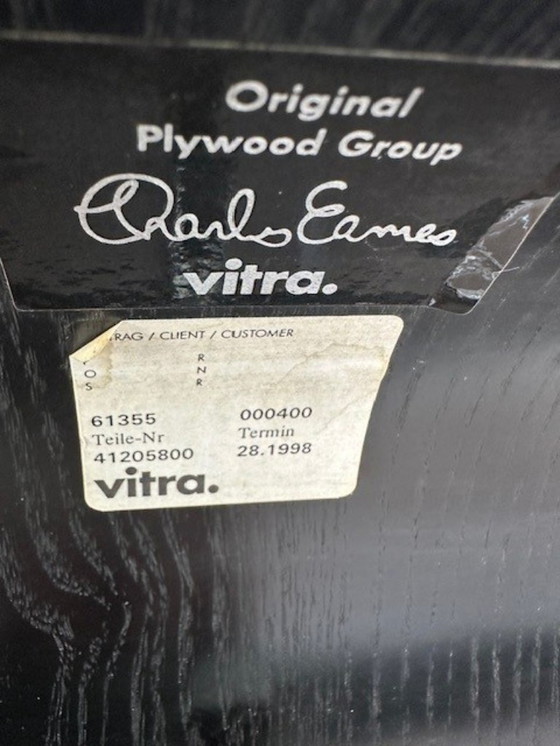 Original
Plywood Group
Charles Eames
vitra.
RAG / CLIENT / CUSTOMER
R
O N
S R
61355 000400
Teile-Nr Termin
41205800 28.1998
vitra.